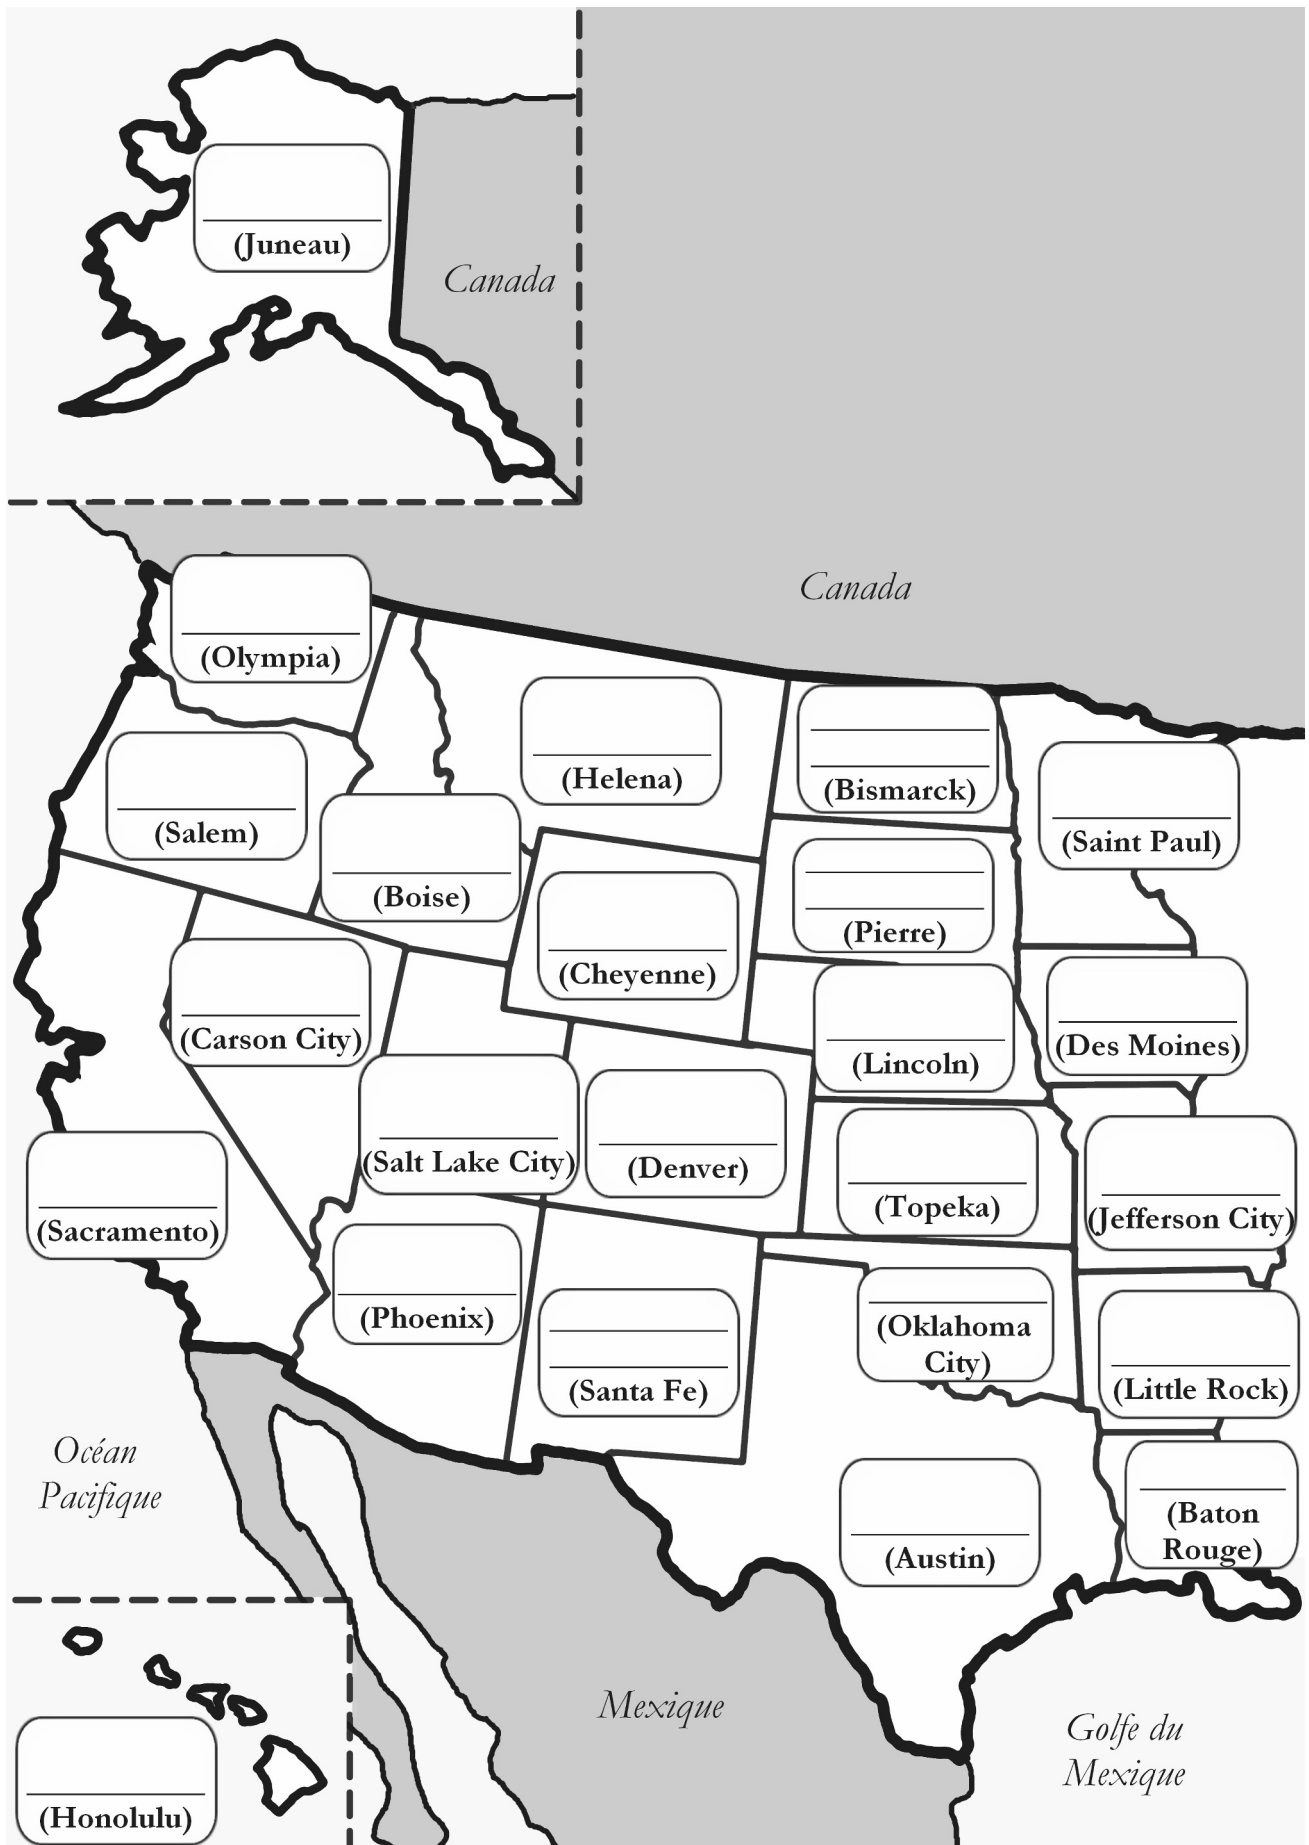 (Juneau)
Canada
Canada
(Olympia)
(Helena)
(Bismarck)
(Salem)
(Saint Paul)
(Boise)
(Pierre)
(Cheyenne)
(Carson City)
(Lincoln)
(Des Moines)
(Salt Lake City)
(Denver)
(Topeka)
(Jefferson City)
(Sacramento)
(Phoenix)
(Santa Fe)
(Oklahoma
City)
(Little Rock)
Océan
Pacifique
(Baton
Rouge)
(Austin)
Mexique
Golfe du
Mexique
(Honolulu)